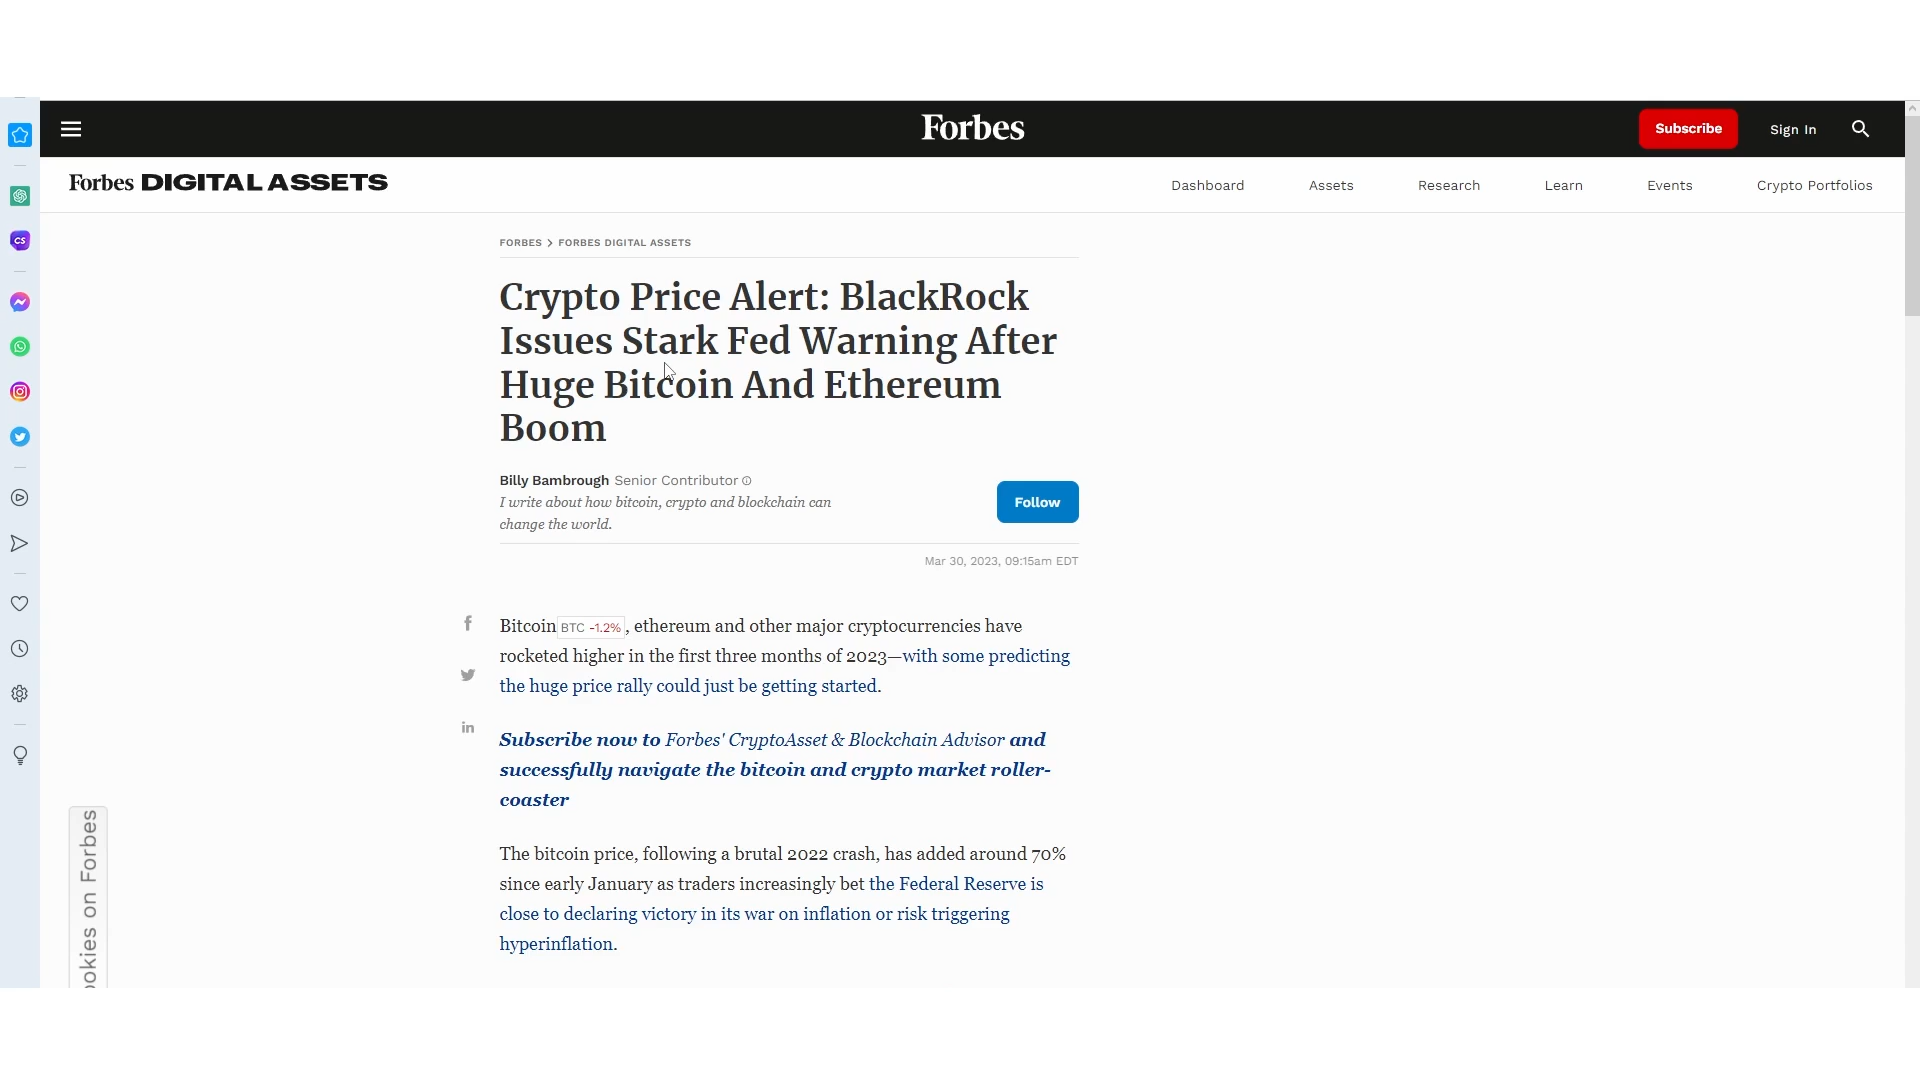 Forbes
Subscribe
Sign In
Forbes DIGITAL ASSETS
Dashboard
Assets
Research
Learn
Events
Crypto Portfolios
CS
FORBES > FORBES DIGITAL ASSETS
Crypto Price Alert: BlackRock
Issues Stark Fed Warning After
Huge Bitcoin And Ethereum
Boom
Billy Bambrough Senior Contributor
I write about how bitcoin, crypto and blockchain can
change the world.
Follow
Mar 30, 2023, 09:15am EDT
Bitcoin BTC -1.2%, ethereum and other major cryptocurrencies have
rocketed higher in the first three months of 2023—with some predicting
the huge price rally could just be getting started.
Subscribe now to Forbes' CryptoAsset & Blockchain Advisor and
successfully navigate the bitcoin and crypto market roller-
coaster
The bitcoin price, following a brutal 2022 crash, has added around 70%
since early January as traders increasingly bet the Federal Reserve is
close to declaring victory in its war on inflation or risk triggering
hyperinflation.
ookies on Forbes